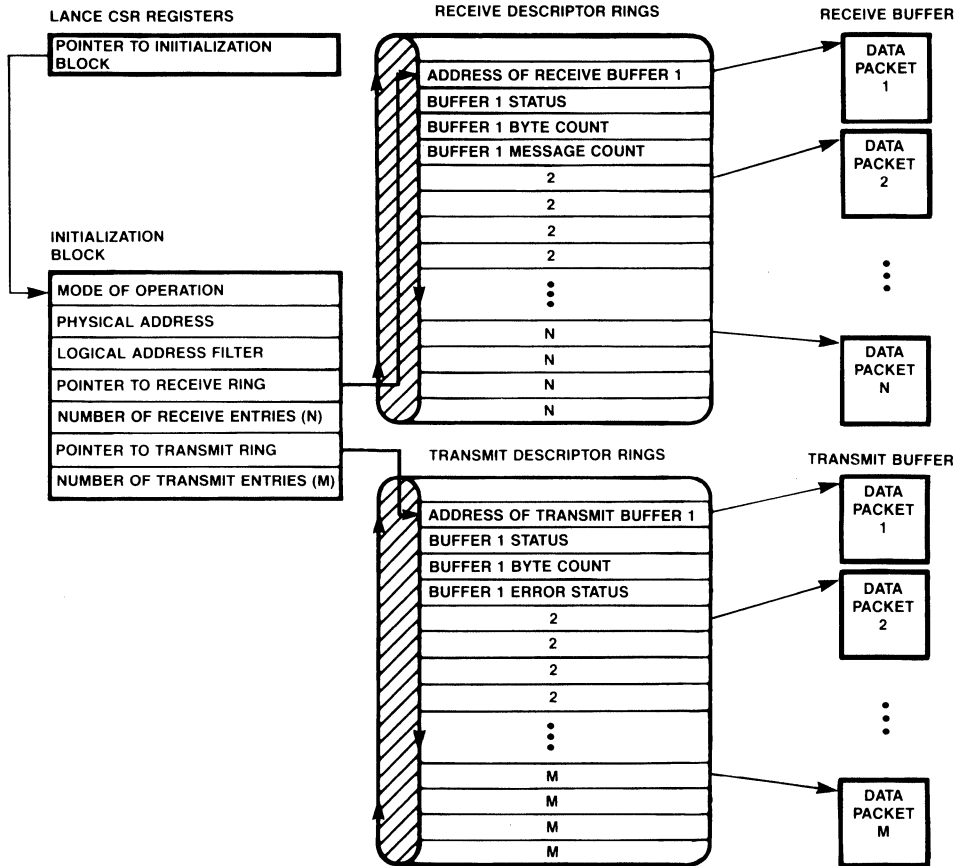 LANCE CSR REGISTERS
POINTER TO INIITIALIZATION
BLOCK
INITIALIZATION
BLOCK
MODE OF OPERATION
PHYSICAL ADDRESS
LOGICAL ADDRESS FILTER
POINTER TO RECEIVE RING
NUMBER OF RECEIVE ENTRIES (N)
POINTER TO TRANSMIT RING
NUMBER OF TRANSMIT ENTRIES (M)
RECEIVE DESCRIPTOR RINGS
ADDRESS OF RECEIVE BUFFER 1
BUFFER 1 STATUS
BUFFER 1 BYTE COUNT
BUFFER 1 MESSAGE COUNT
2
2
2
2
N
N
N
N
RECEIVE BUFFER
DATA
PACKET
1
DATA
PACKET
2
DATA
PACKET
N
TRANSMIT DESCRIPTOR RINGS
ADDRESS OF TRANSMIT BUFFER 1
BUFFER 1 STATUS
BUFFER 1 BYTE COUNT
BUFFER 1 ERROR STATUS
2
2
2
2
M
M
M
M
TRANSMIT BUFFER
DATA
PACKET
1
DATA
PACKET
2
DATA
PACKET
M